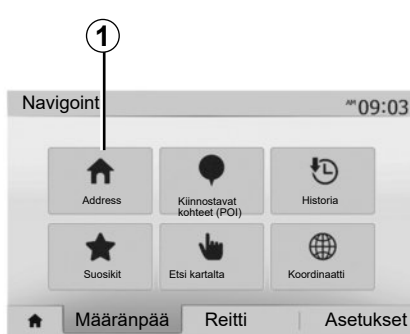 1
Navigoint
AM 09:03
Address
Kiinnostavat
kohteet (POI)
Historia
Suosikit
Etsi kartalta
Koordinaatti
Määränpää
Reitti
Asetukset